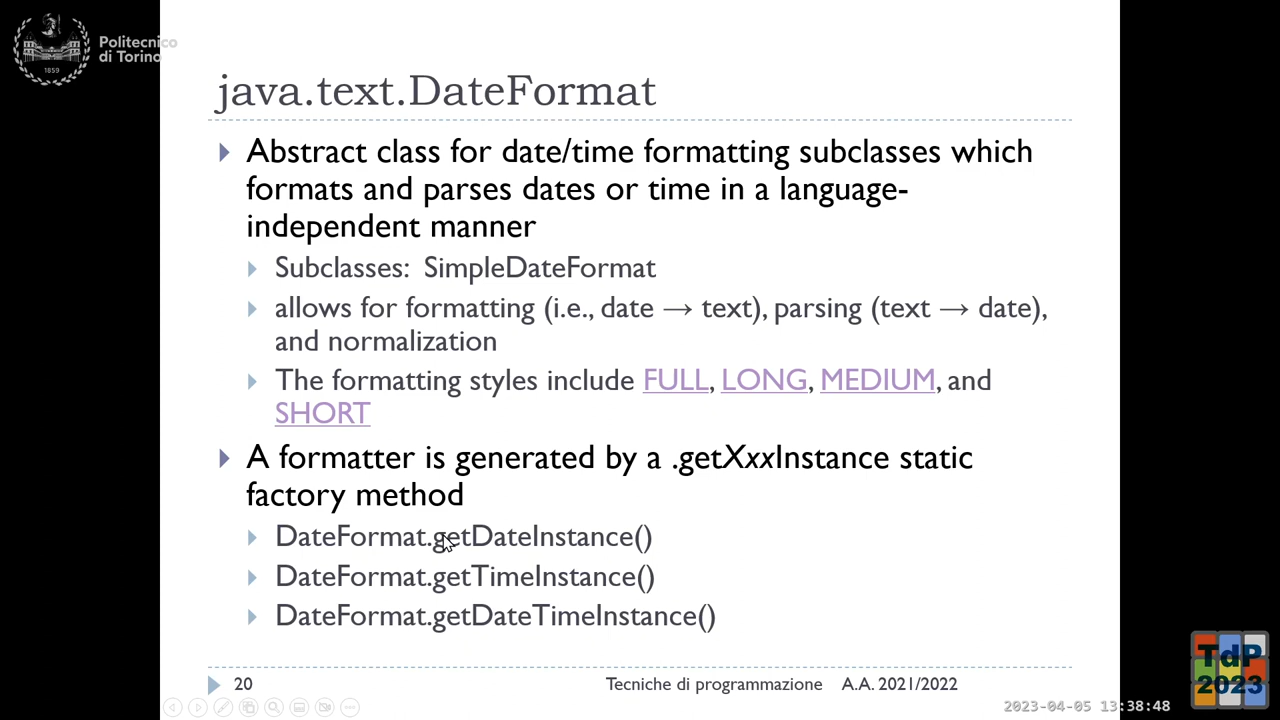 Politecnico
di Torino
1859
java.text.DateFormat
Abstract class for date/time formatting subclasses which
formats and parses dates or time in a language-
independent manner
Subclasses: SimpleDateFormat
allows for formatting (i.e., date → text), parsing (text → date),
and normalization
The formatting styles include FULL, LONG, MEDIUM, and
SHORT
A formatter is generated by a .getXxxInstance static
factory method
DateFormat.getDateInstance()
DateFormat.getTimeInstance()
DateFormat.getDateTimeInstance()
20
Tecniche di programmazione A.A. 2021/2022
TdP
2023
2023-04-05 13:38:48